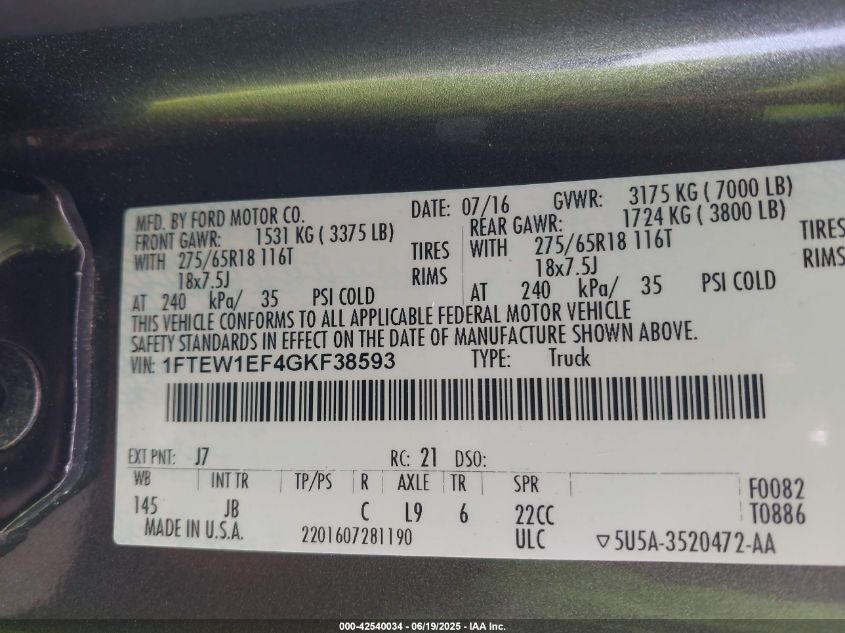 MFD. BY FORD MOTOR CO. DATE: 07/16 GVWR: 3175 KG ( 7000 LB)
FRONT GAWR: 1531 KG ( 3375 LB) REAR GAWR: 1724 KG ( 3800 LB)
WITH 275/65R18 116T TIRES WITH 275/65R18 116T TIRES
18x7.5J RIMS 18x7.5J RIMS
AT 240 kPa/ 35 PSI COLD AT 240 kPa/ 35 PSI COLD
THIS VEHICLE CONFORMS TO ALL APPLICABLE FEDERAL MOTOR VEHICLE
SAFETY STANDARDS IN EFFECT ON THE DATE OF MANUFACTURE SHOWN ABOVE.
VIN: 1FTEW1EF4GKF38593 TYPE: Truck
EXT PNT: J7 RC: 21 DSO:
WB INT TR TP/PS R AXLE TR SPR F0082
145 JB C L9 6 22CC T0886
MADE IN U.S.A. 2201607281190 ULC ▽5U5A-3520472-AA
000-42540034 - 06/19/2025 - IAA Inc.